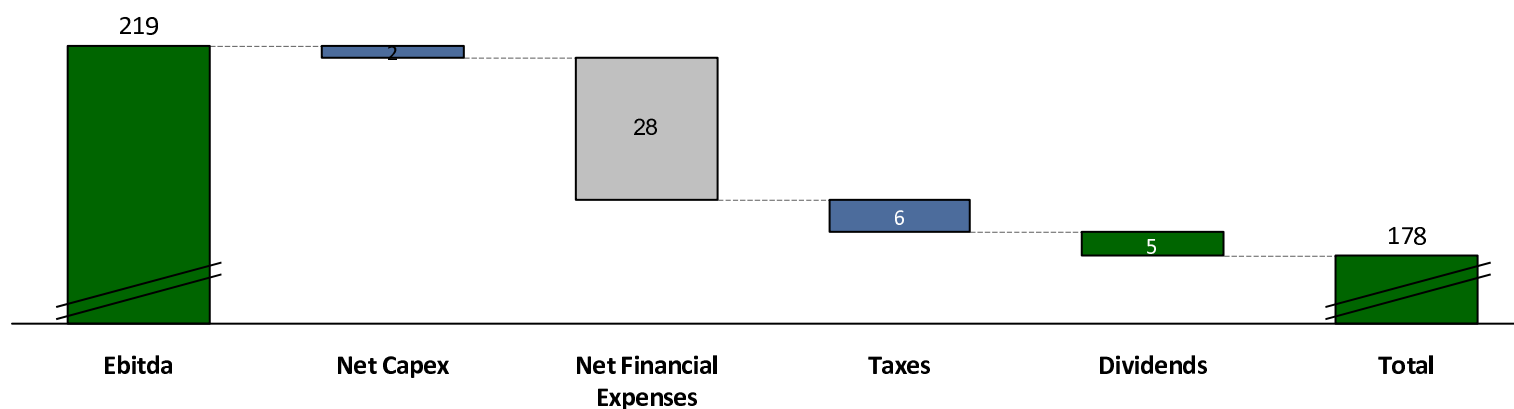 219
2
28
6
5
178
Ebitda
Net Capex
Net Financial
Expenses
Taxes
Dividends
Total